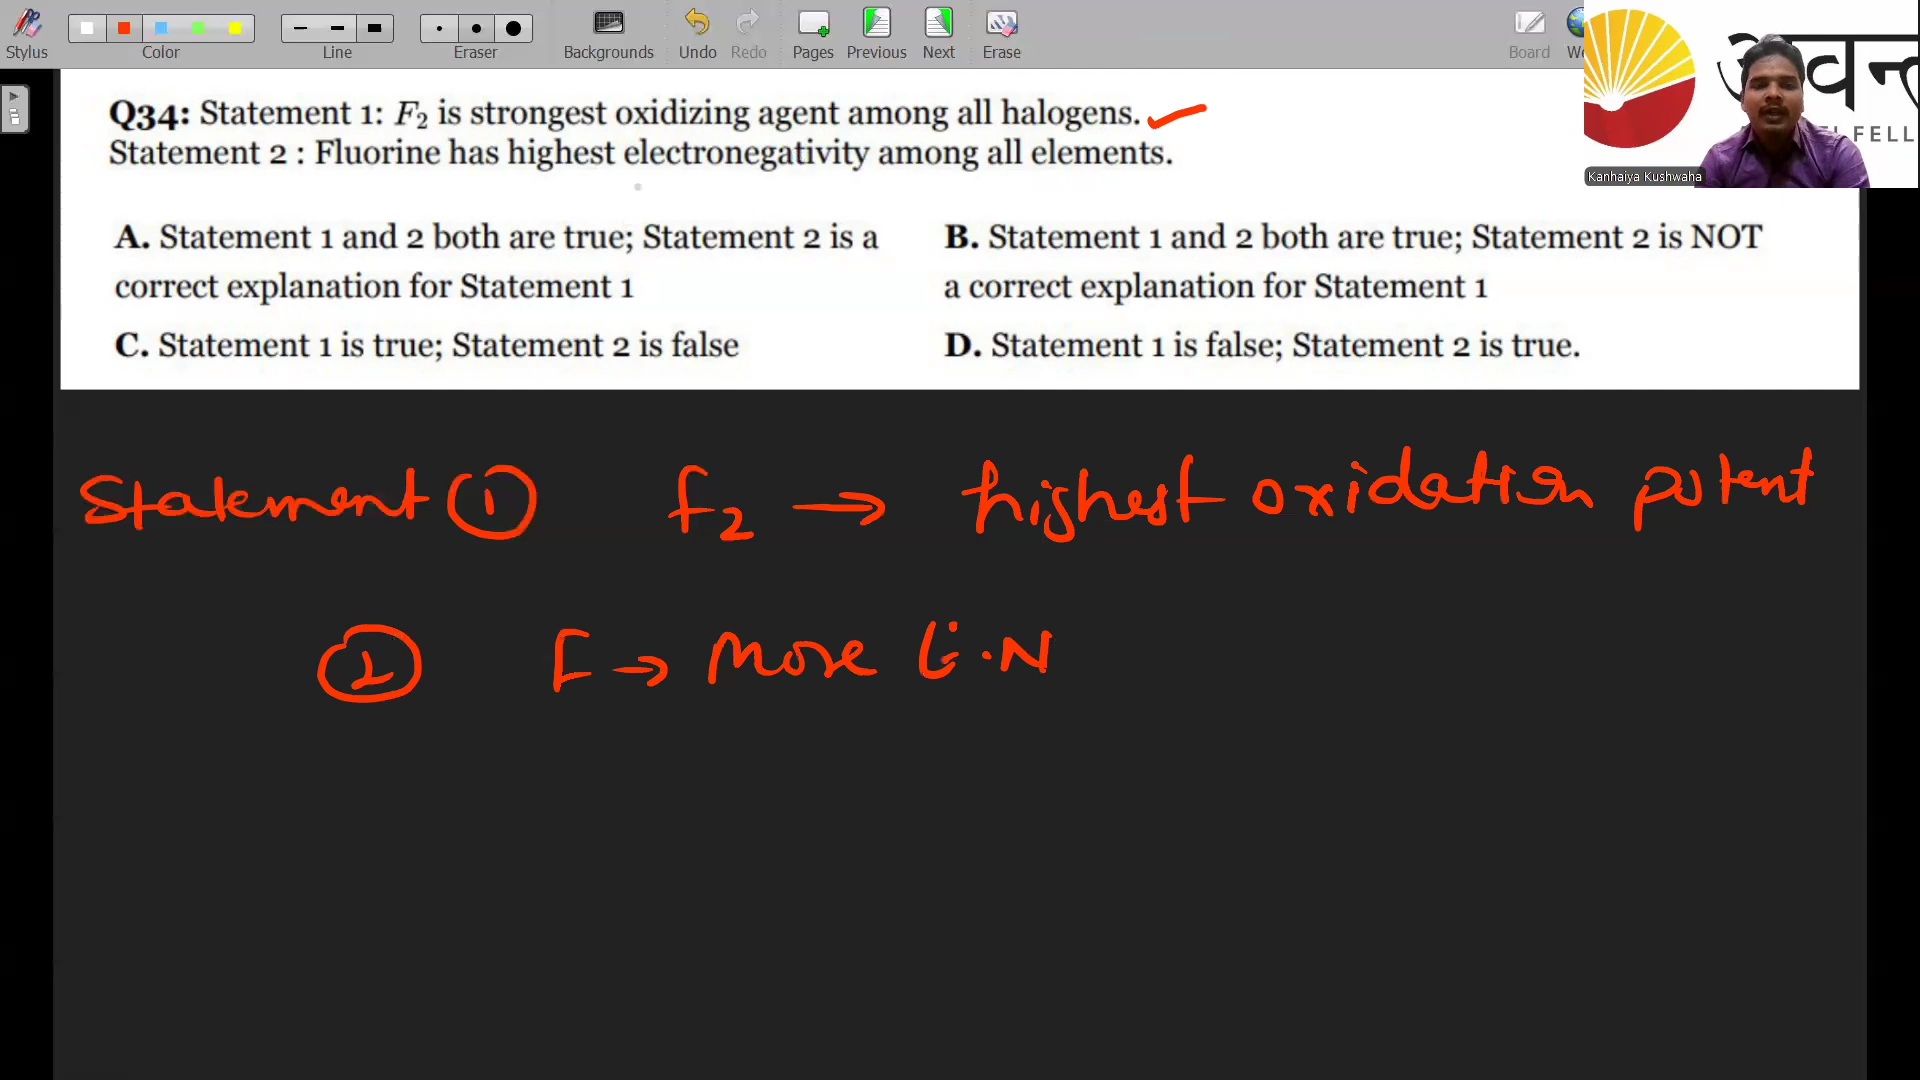 Stylus
Color
Line
Eraser
Backgrounds
Undo
Redo
Pages
Previous
Next
Erase
Board
Kanhaiya Kushwaha
Q34: Statement 1: F₂ is strongest oxidizing agent among all halogens.
Statement 2 : Fluorine has highest electronegativity among all elements.
A. Statement 1 and 2 both are true; Statement 2 is a
correct explanation for Statement 1
B. Statement 1 and 2 both are true; Statement 2 is NOT
a correct explanation for Statement 1
C. Statement 1 is true; Statement 2 is false
D. Statement 1 is false; Statement 2 is true.
Statement ① F₂ → highest oxidation potent
② F → More E.N